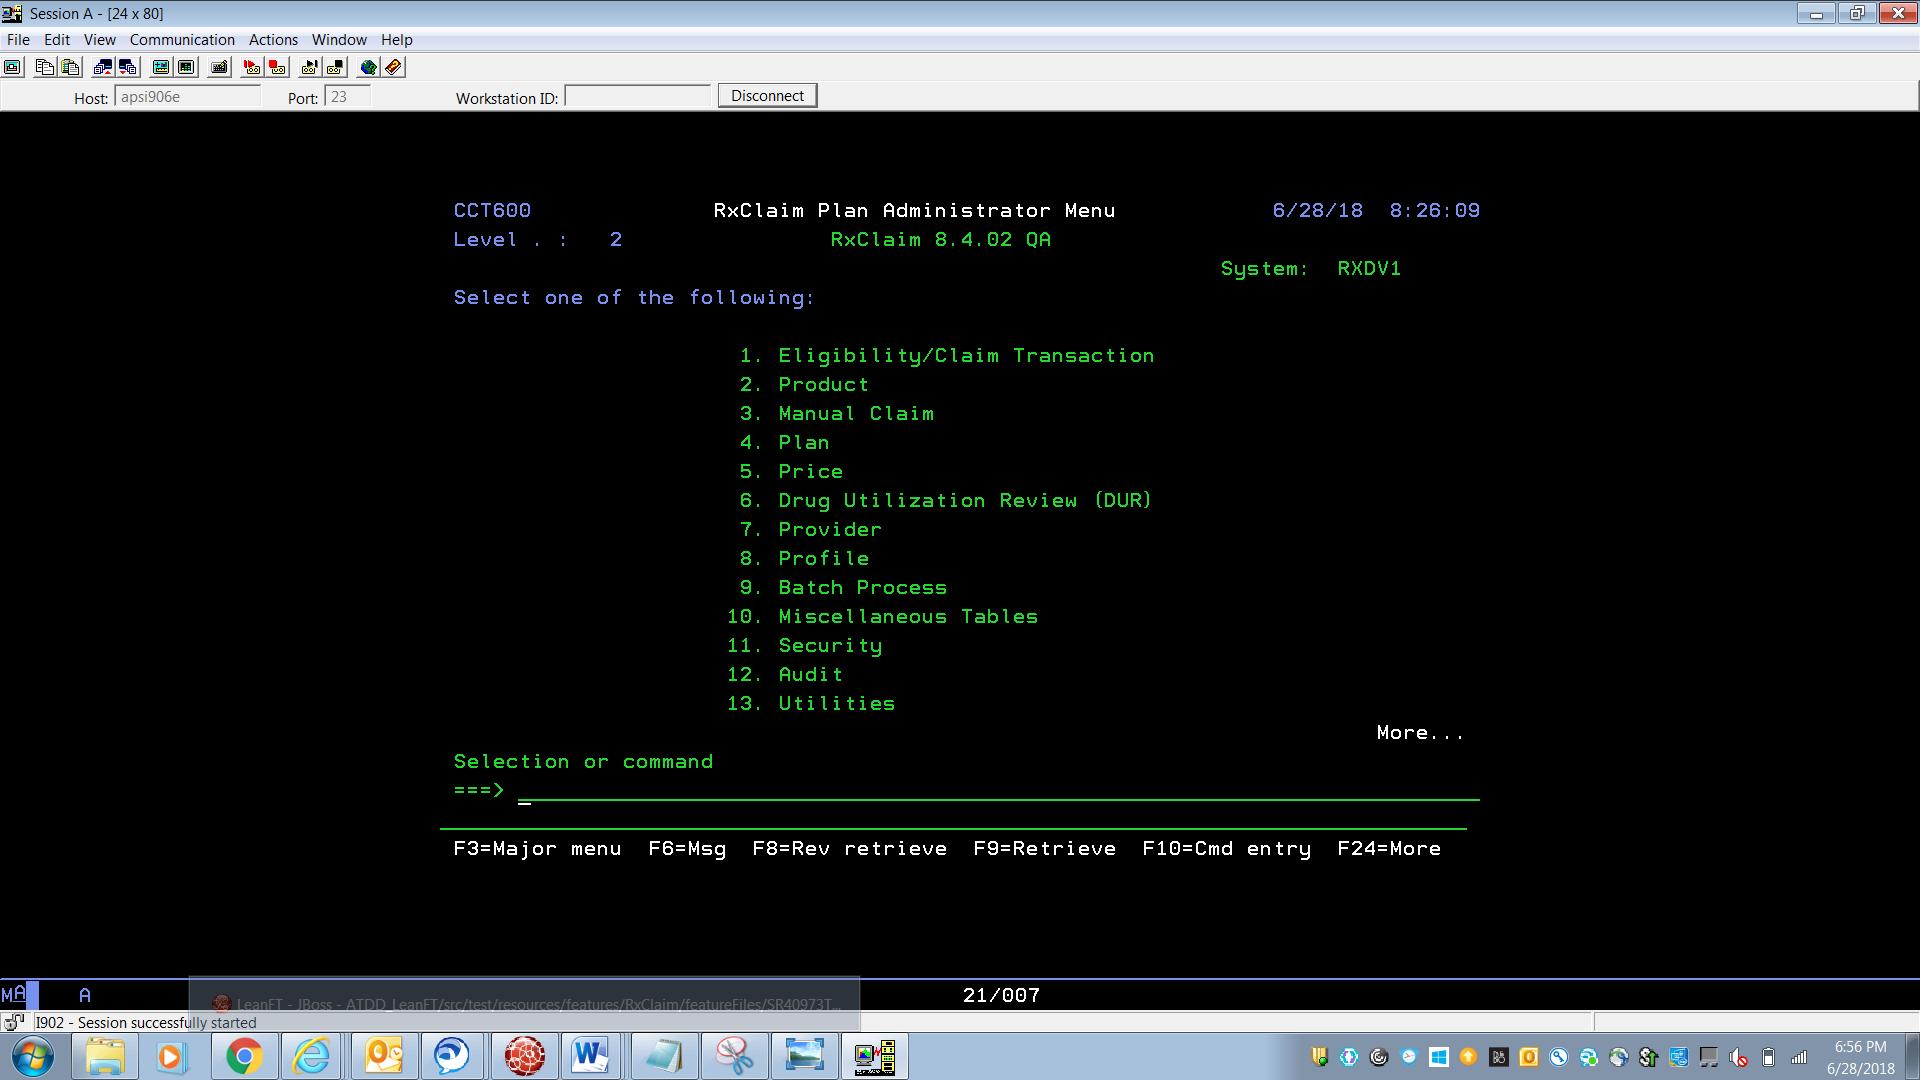 Session A - [24 x 80]
File Edit View Communication Actions Window Help
Host: apsi906e Port: 23 Workstation ID: Disconnect
CCT600 RxClaim Plan Administrator Menu 6/28/18 8:26:09
Level . : 2 RxClaim 8.4.02 QA
System: RXDV1
Select one of the following:
1. Eligibility/Claim Transaction
2. Product
3. Manual Claim
4. Plan
5. Price
6. Drug Utilization Review (DUR)
7. Provider
8. Profile
9. Batch Process
10. Miscellaneous Tables
11. Security
12. Audit
13. Utilities
More...
Selection or command
===>
F3=Major menu F6=Msg F8=Rev retrieve F9=Retrieve F10=Cmd entry F24=More
MA A 21/007
LeanFT - JBoss - ATDD_LeanFT/src/test/resources/features/RxClaim/featureFiles/SR40973T...
I902 - Session successfully started
6:56 PM
6/28/2018